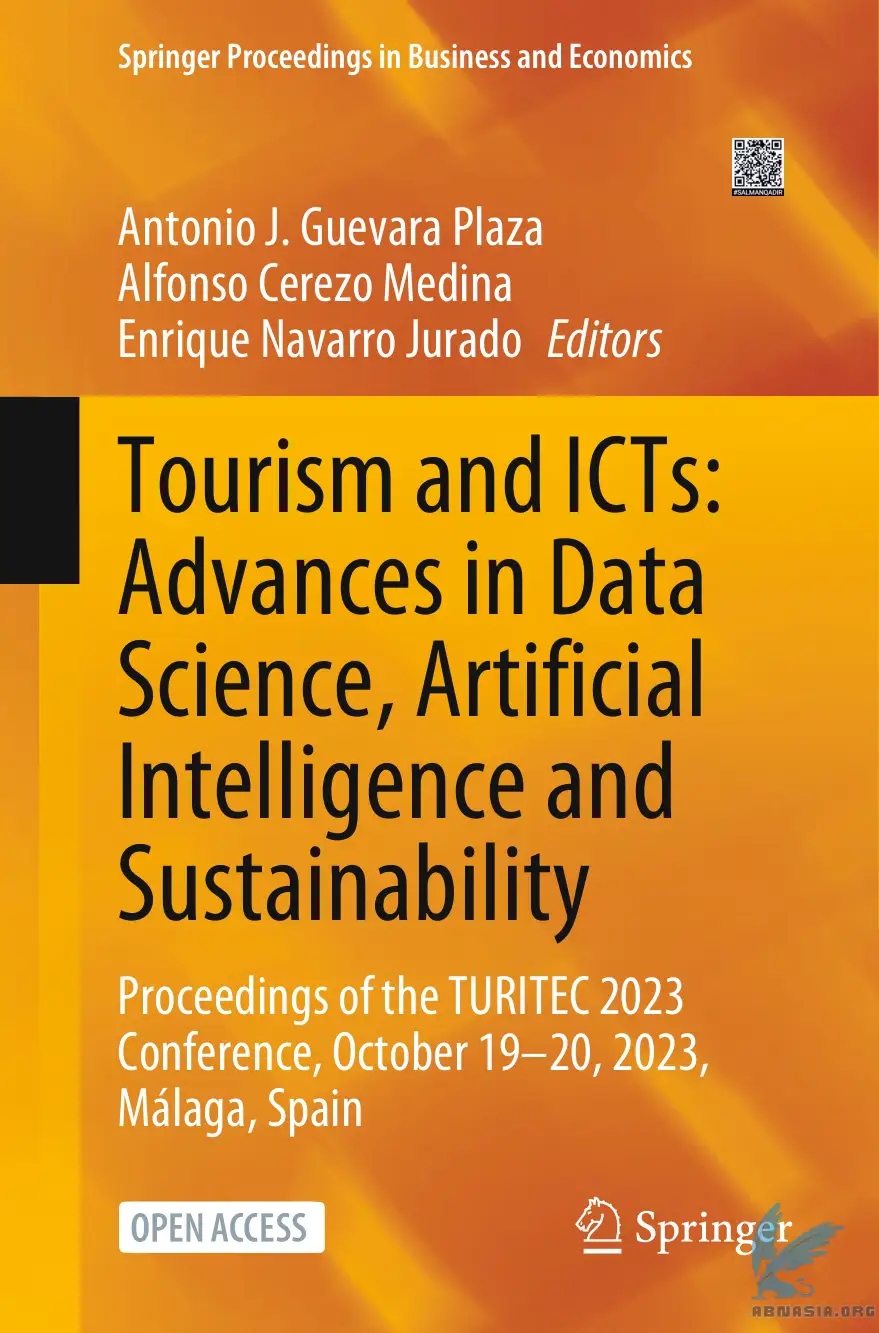 Springer Proceedings in Business and Economics
#SALMANQADIR
Antonio J. Guevara Plaza
Alfonso Cerezo Medina
Enrique Navarro Jurado Editors
Tourism and ICTs:
Advances in Data
Science, Artificial
Intelligence and
Sustainability
Proceedings of the TURITEC 2023
Conference, October 19–20, 2023,
Málaga, Spain
OPEN ACCESS
Springer
ABNASIA.ORG